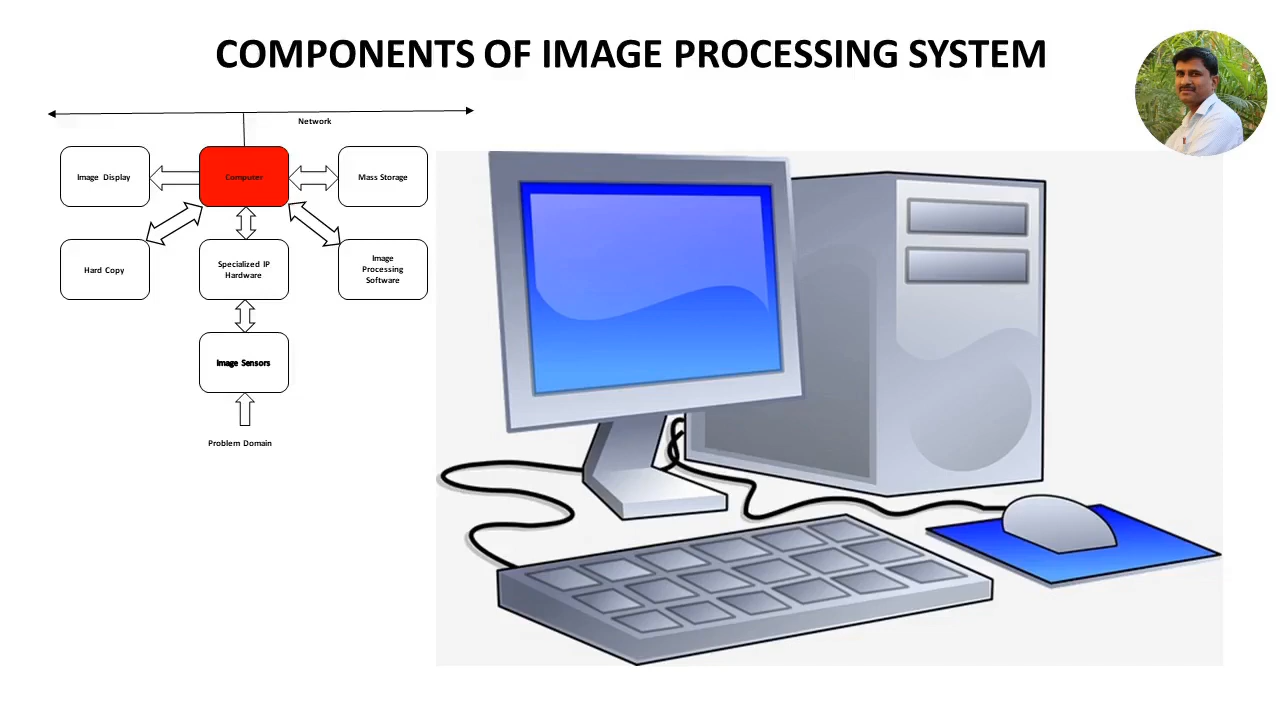 COMPONENTS OF IMAGE PROCESSING SYSTEM
Network
Image Display
Computer
Mass Storage
Hard Copy
Specialized IP
Hardware
Image
Processing
Software
Image Sensors
Problem Domain